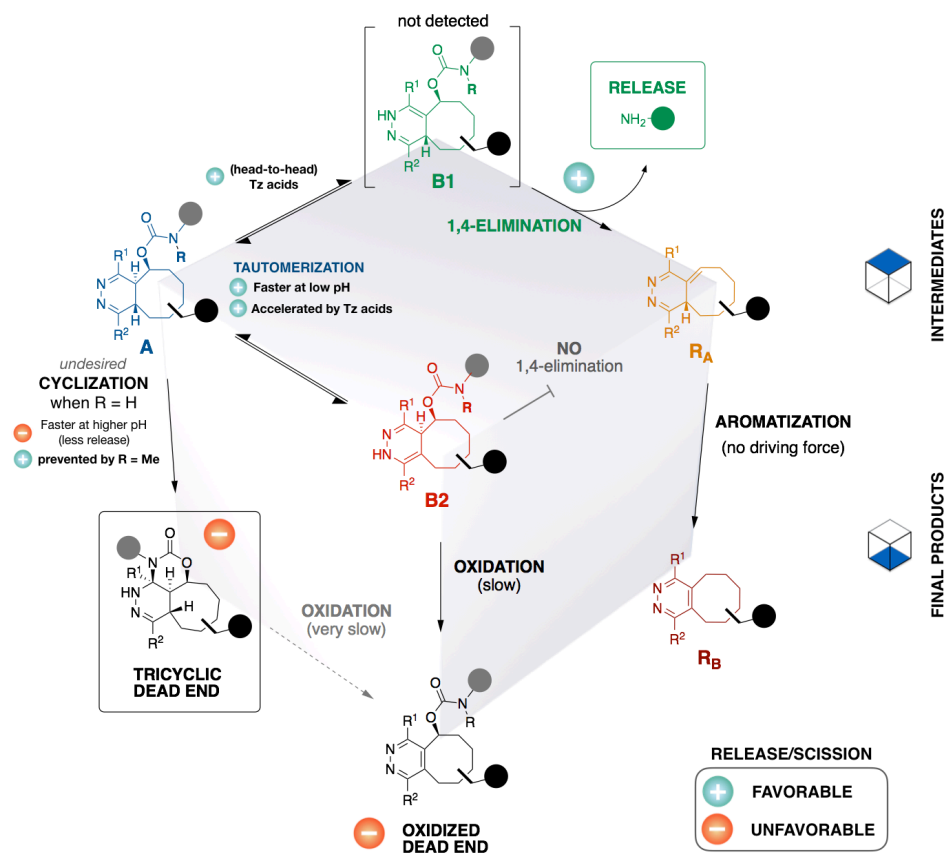 not detected
O
O
N
R
R¹
HN
N
H
R²
B1
RELEASE
NH₂
(head-to-head)
Tz acids
1,4-ELIMINATION
O
O
N
R
R¹
H
N
N
H
R²
A
TAUTOMERIZATION
Faster at low pH
Accelerated by Tz acids
R¹
N
N
H
R²
R_A
INTERMEDIATES
undesired
CYCLIZATION
when R = H
Faster at higher pH
(less release)
prevented by R = Me
NO
1,4-elimination
O
O
N
R
R¹
H
N
HN
R²
B2
AROMATIZATION
(no driving force)
O
N
O
R¹
H
HN
H
N
R²
TRICYCLIC
DEAD END
OXIDATION
(very slow)
OXIDATION
(slow)
R¹
N
N
R²
R_B
FINAL PRODUCTS
O
O
N
R
R¹
N
N
R²
OXIDIZED
DEAD END
RELEASE/SCISSION
FAVORABLE
UNFAVORABLE